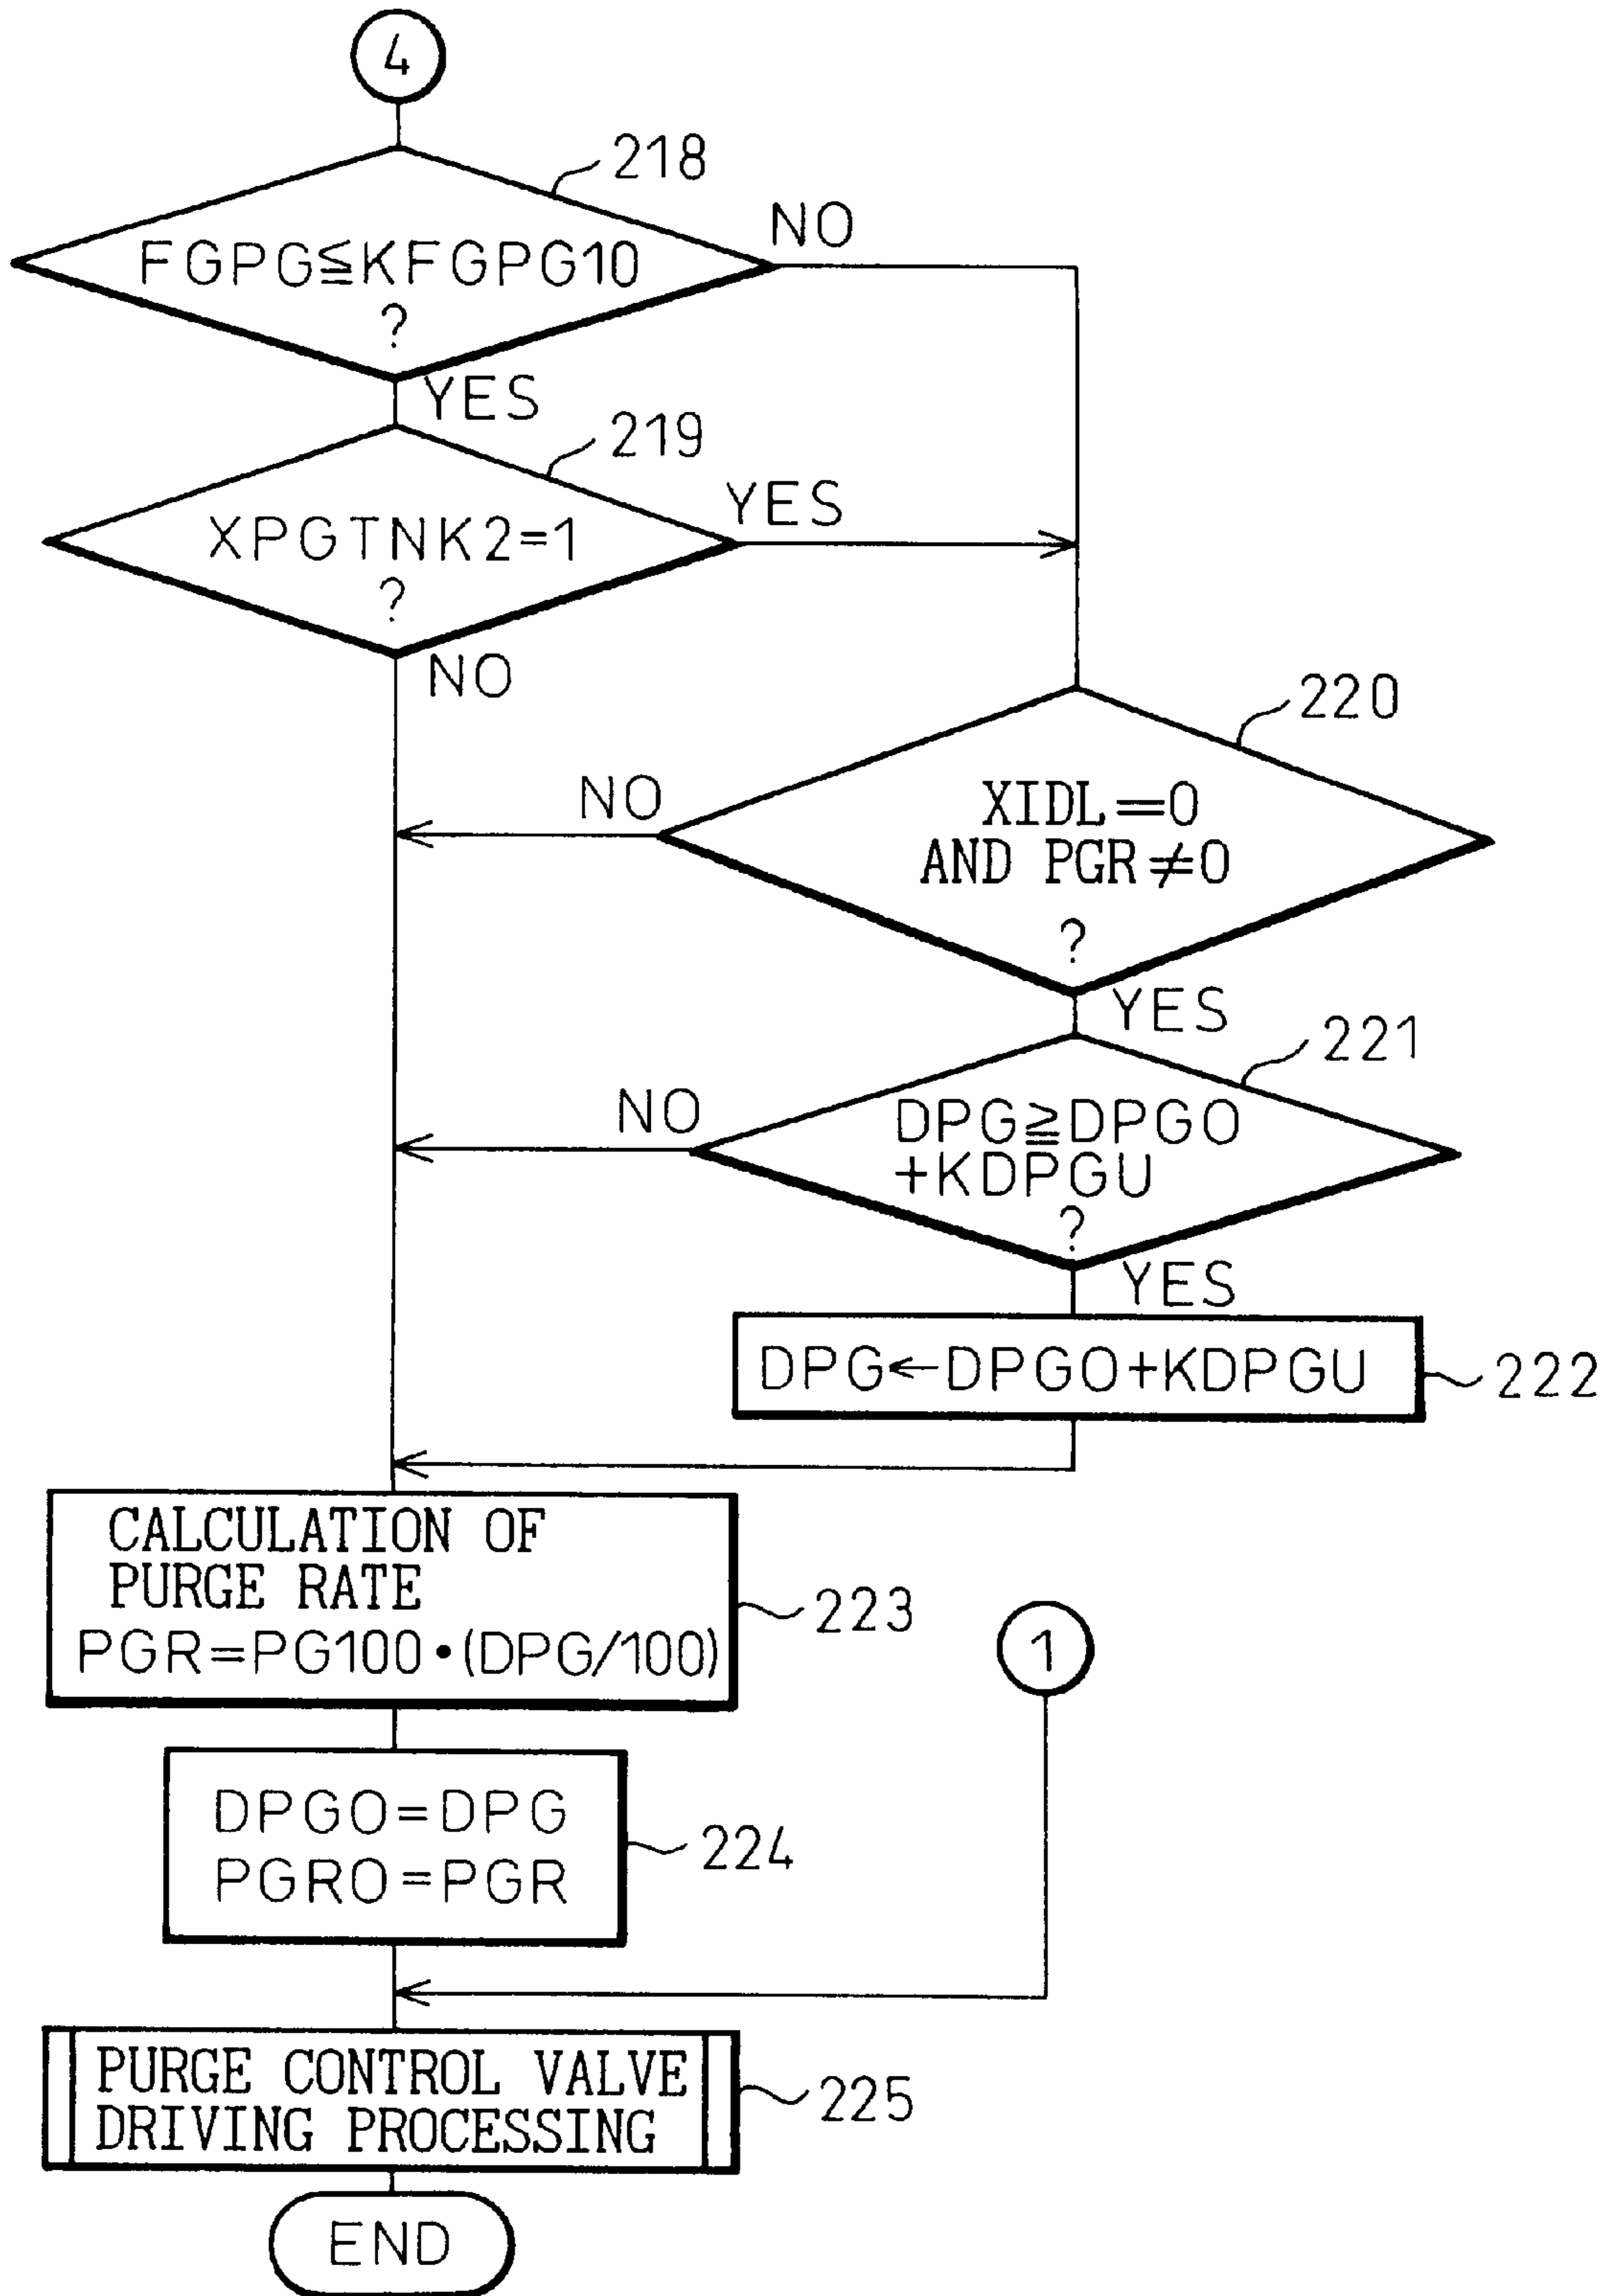 4
218
NO
FGPG≦KFGPG10
?
YES
219
YES
XPGTNK2=1
?
NO
220
NO
XIDL=0
AND PGR≠0
?
YES
221
NO
DPG≧DPGO
+KDPGU
?
YES
DPG←DPGO+KDPGU
222
CALCULATION OF
PURGE RATE
PGR=PG100•(DPG/100)
223
1
DPGO=DPG
PGRO=PGR
224
PURGE CONTROL VALVE
DRIVING PROCESSING
225
END